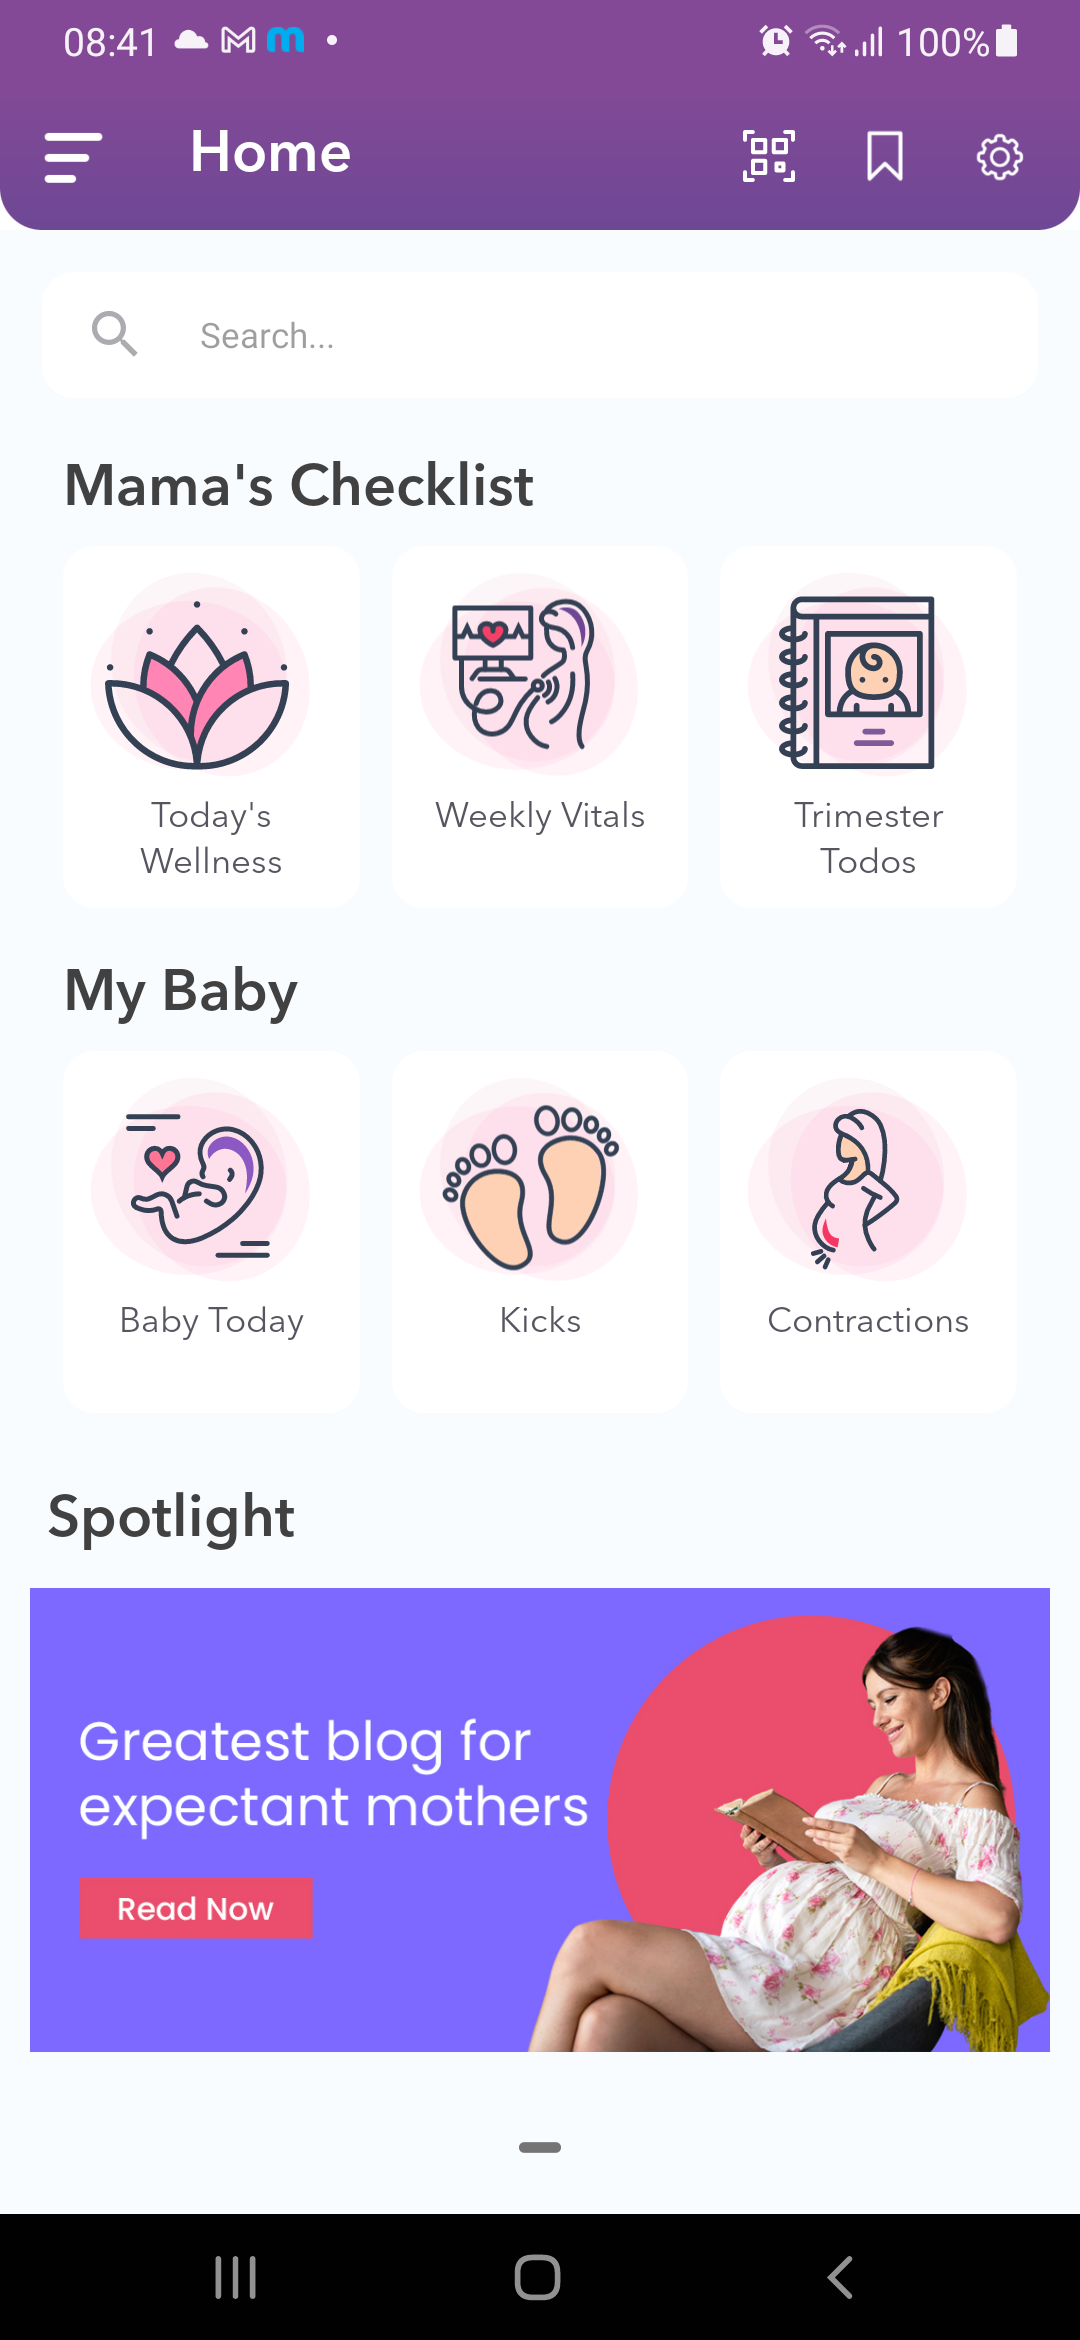 08:41
100%
Home
Search...
Mama's Checklist
Today's
Wellness
Weekly Vitals
Trimester
Todos
My Baby
Baby Today
Kicks
Contractions
Spotlight
Greatest blog for
expectant mothers
Read Now